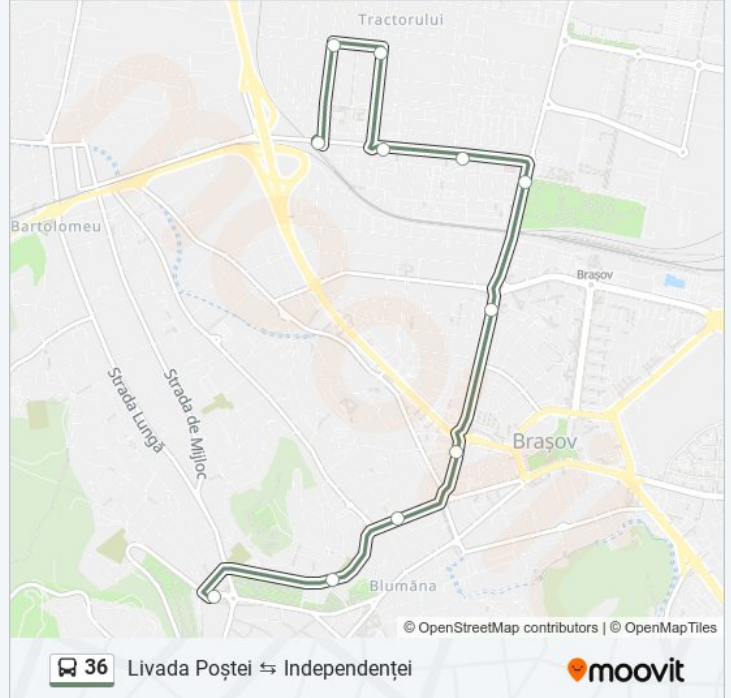 Tractorului
Bartolomeu
Brașov
Strada Lungă
Strada de Mijloc
Brașov
Blumăna
© OpenStreetMap contributors | © OpenMapTiles
36 Livada Poștei ⇆ Independenței
moovit